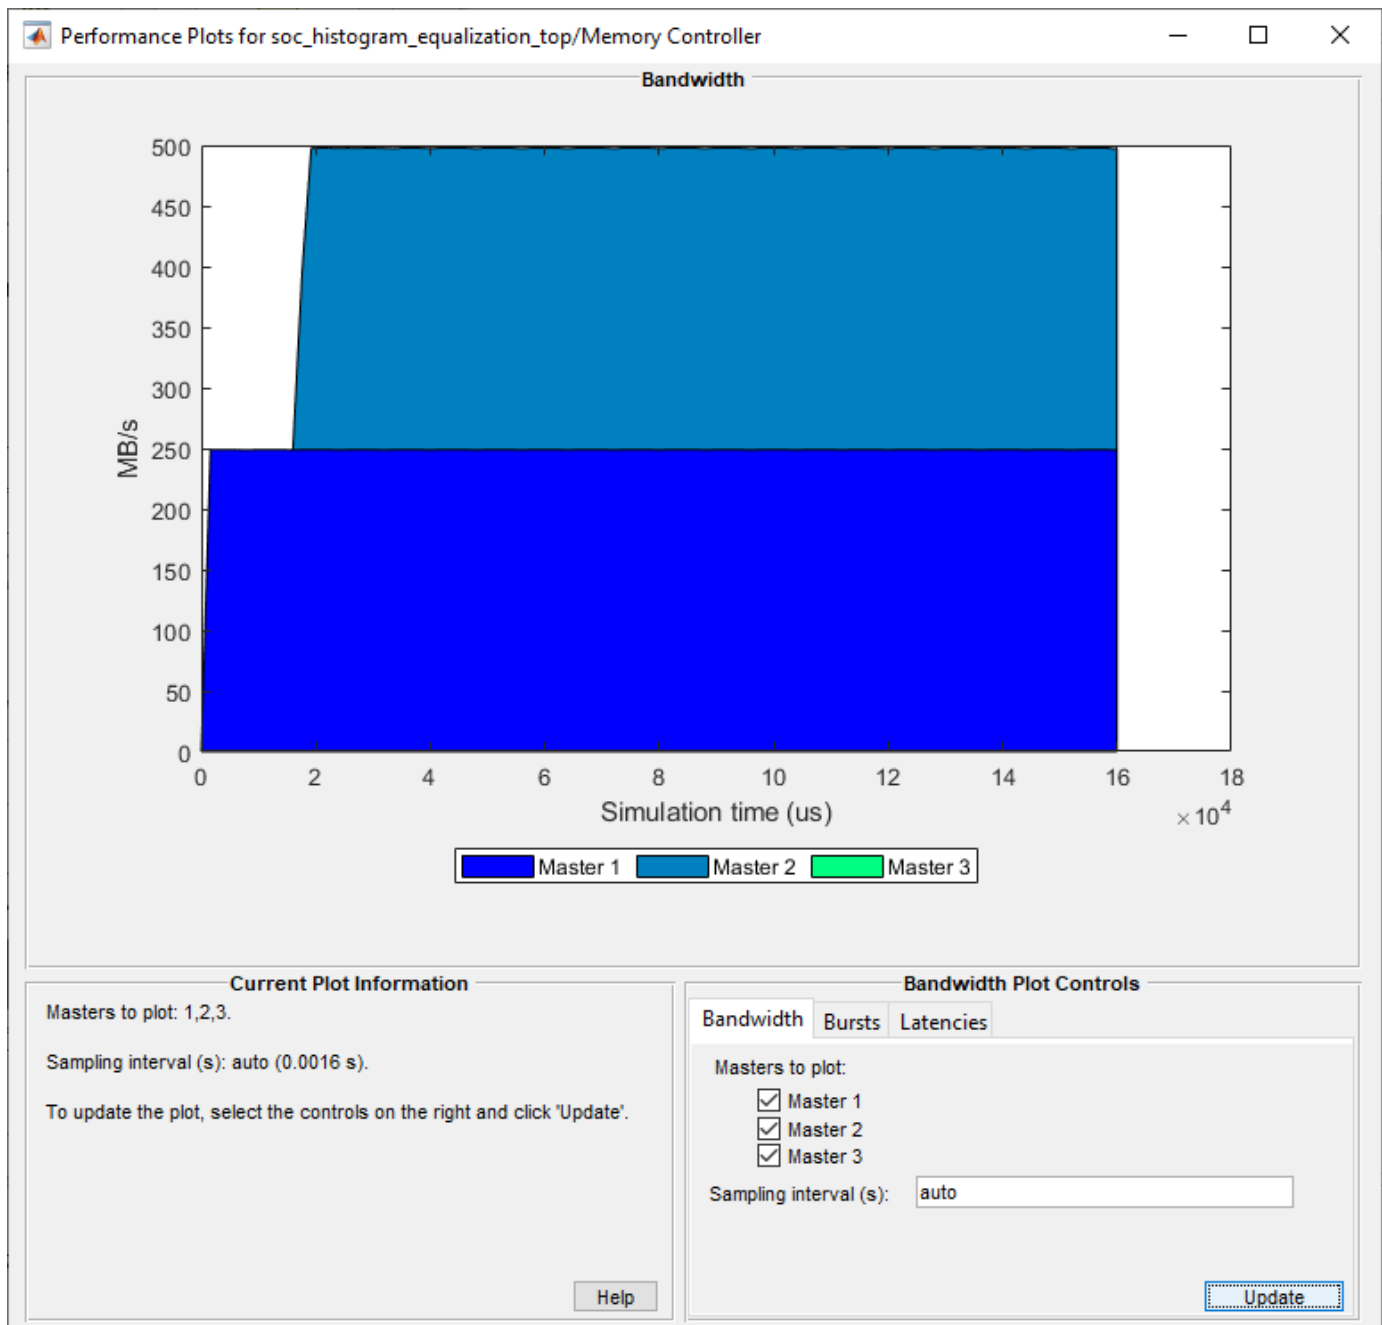 Performance Plots for soc_histogram_equalization_top/Memory Controller
Bandwidth
500
450
400
350
300
250
200
150
100
50
0
MB/s
0 2 4 6 8 10 12 14 16 18
Simulation time (us)
×10^4
Master 1 Master 2 Master 3
Current Plot Information
Masters to plot: 1,2,3.
Sampling interval (s): auto (0.0016 s).
To update the plot, select the controls on the right and click 'Update'.
Help
Bandwidth Plot Controls
Bandwidth Bursts Latencies
Masters to plot:
Master 1
Master 2
Master 3
Sampling interval (s): auto
Update